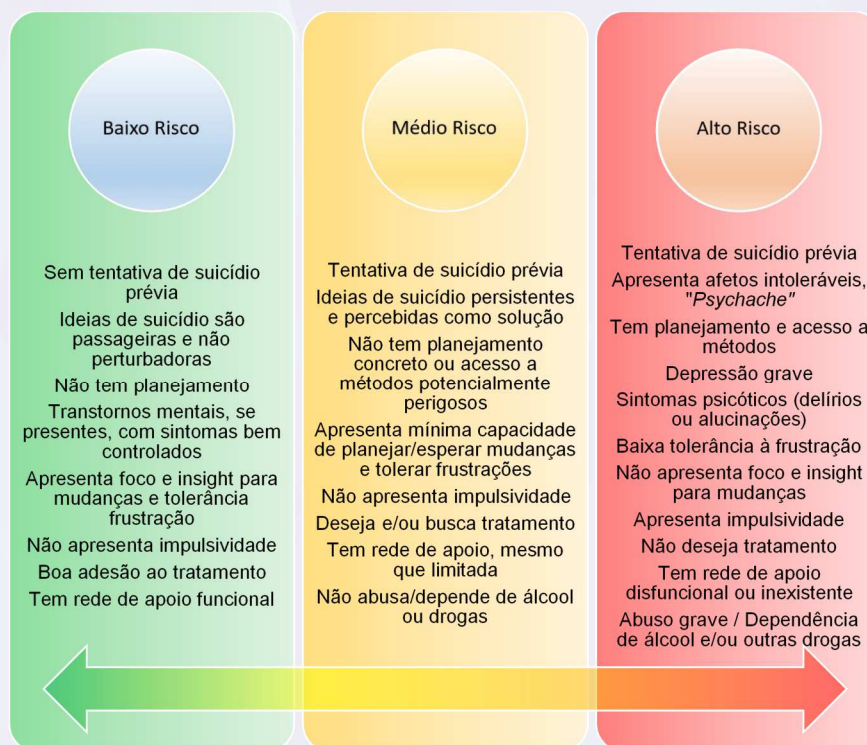 Baixo Risco
Sem tentativa de suicídio
prévia
Ideias de suicídio são
passageiras e não
perturbadoras
Não tem planejamento
Transtornos mentais, se
presentes, com sintomas bem
controlados
Apresenta foco e insight para
mudanças e tolerância
frustração
Não apresenta impulsividade
Boa adesão ao tratamento
Tem rede de apoio funcional
Médio Risco
Tentativa de suicídio prévia
Ideias de suicídio persistentes
e percebidas como solução
Não tem planejamento
concreto ou acesso a
métodos potencialmente
perigosos
Apresenta mínima capacidade
de planejar/esperar mudanças
e tolerar frustrações
Não apresenta impulsividade
Deseja e/ou busca tratamento
Tem rede de apoio, mesmo
que limitada
Não abusa/depende de álcool
ou drogas
Alto Risco
Tentativa de suicídio prévia
Apresenta afetos intoleráveis,
"Psychache"
Tem planejamento e acesso a
métodos
Depressão grave
Sintomas psicóticos (delírios
ou alucinações)
Baixa tolerância à frustração
Não apresenta foco e insight
para mudanças
Apresenta impulsividade
Não deseja tratamento
Tem rede de apoio
disfuncional ou inexistente
Abuso grave / Dependência
de álcool e/ou outras drogas